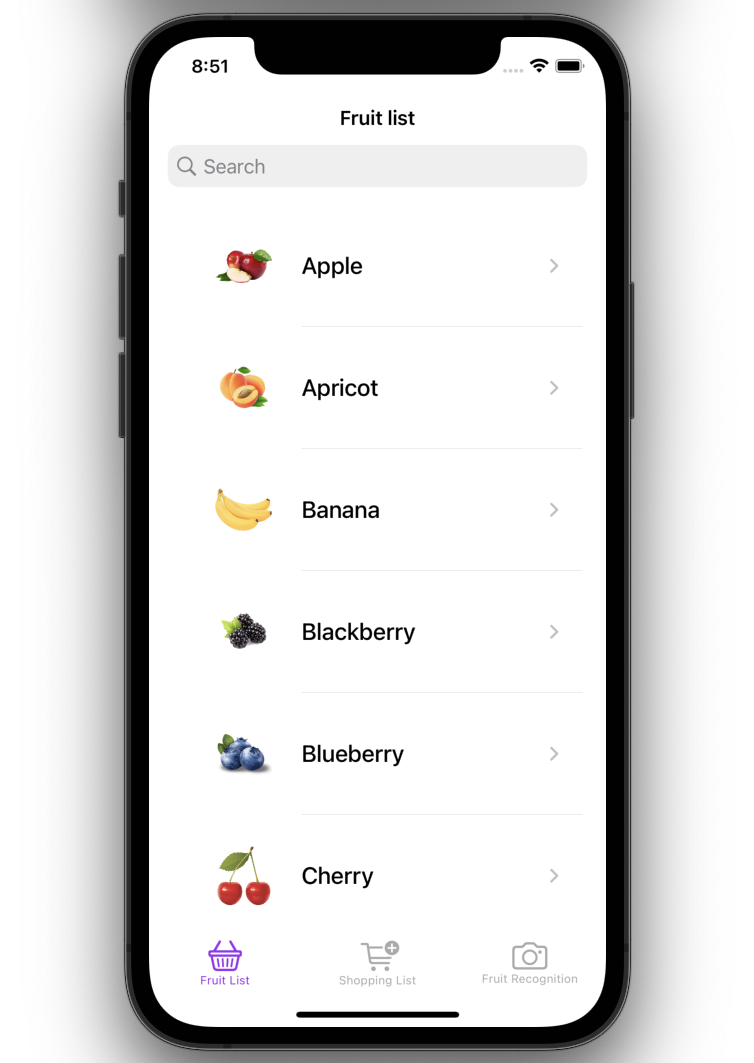 8:51
Fruit list
Search
Apple
Apricot
Banana
Blackberry
Blueberry
Cherry
Fruit List
Shopping List
Fruit Recognition